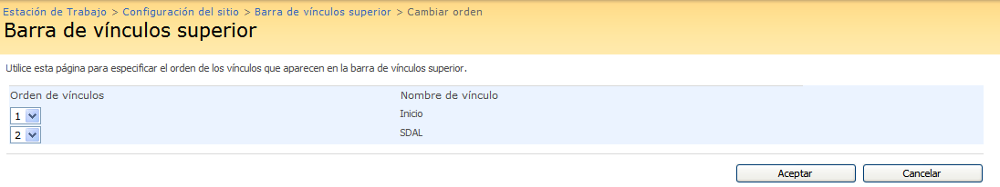 Estación de Trabajo > Configuración del sitio > Barra de vínculos superior > Cambiar orden
Barra de vínculos superior
Utilice esta página para especificar el orden de los vínculos que aparecen en la barra de vínculos superior.
Orden de vínculos Nombre de vínculo
1 Inicio
2 SDAL
Aceptar Cancelar